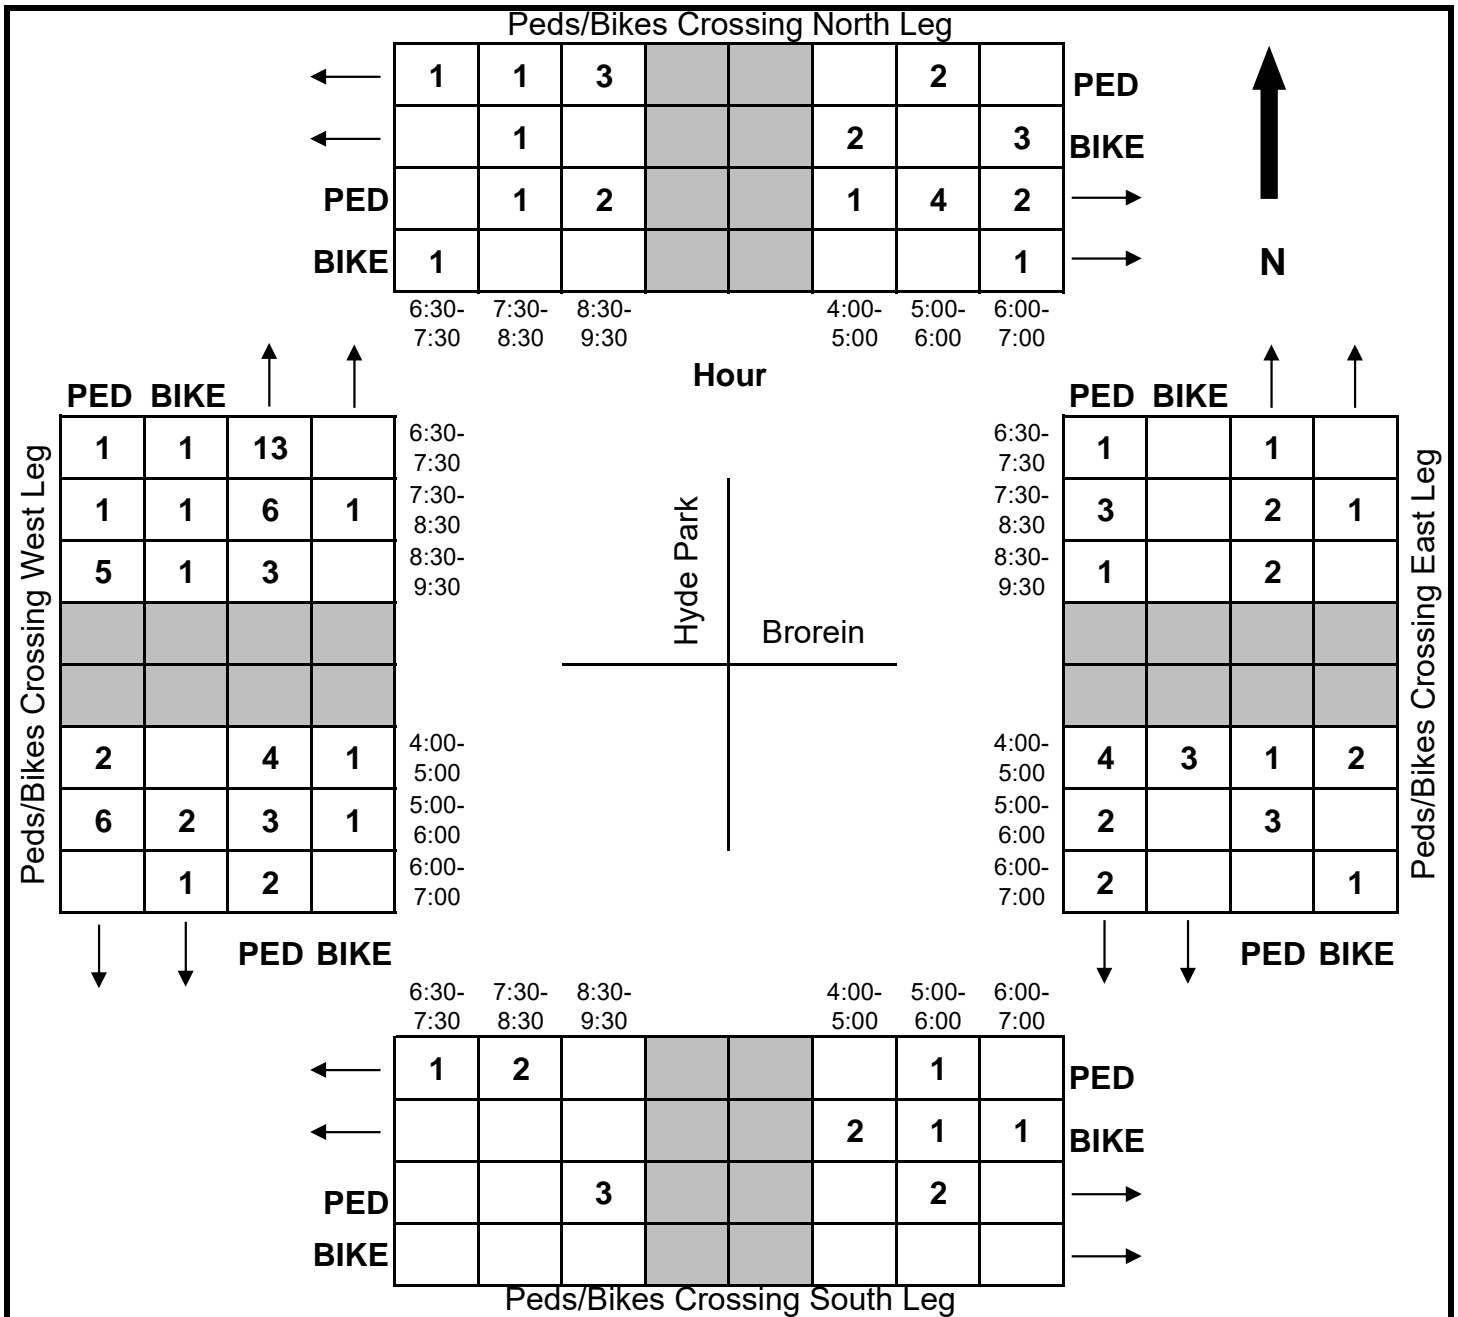 Peds/Bikes Crossing North Leg
1 1 3 2 PED
1 2 3 BIKE
PED 1 2 1 4 2
BIKE 1 1
N
6:30- 7:30- 8:30- 4:00- 5:00- 6:00-
7:30 8:30 9:30 5:00 6:00 7:00
Hour
Peds/Bikes Crossing West Leg
PED BIKE
1 1 13 6:30-
7:30
1 1 6 1 7:30-
8:30
5 1 3 8:30-
9:30
2 4 1 4:00-
5:00
6 2 3 1 5:00-
6:00
1 2 6:00-
7:00
PED BIKE
Hyde Park
Brorein
PED BIKE
6:30- 1 1
7:30
7:30- 3 2 1
8:30
8:30- 1 2
9:30
4:00- 4 3 1 2
5:00
5:00- 2 3
6:00
6:00- 2 1
7:00
PED BIKE
Peds/Bikes Crossing East Leg
6:30- 7:30- 8:30- 4:00- 5:00- 6:00-
7:30 8:30 9:30 5:00 6:00 7:00
1 2 1 PED
2 1 1 BIKE
PED 3 2
BIKE
Peds/Bikes Crossing South Leg